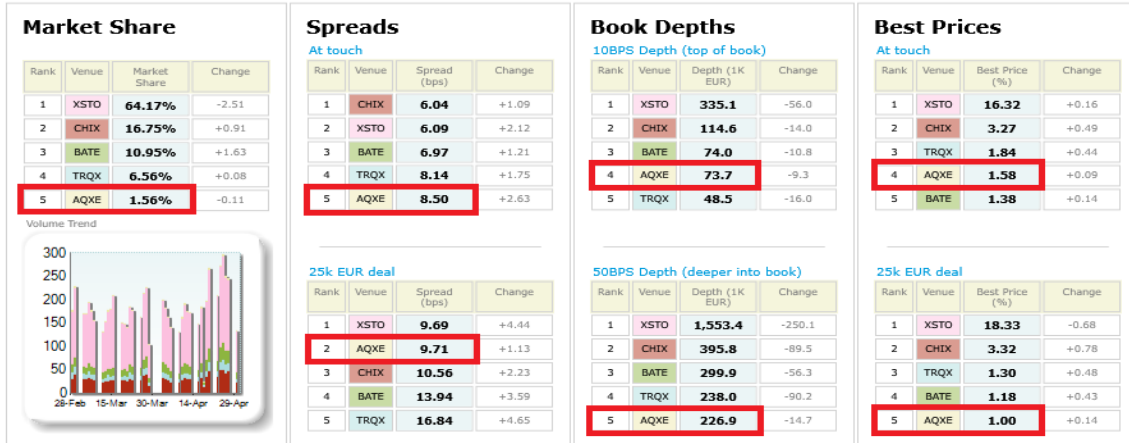 Market Share
Rank Venue Market Share Change
1 XSTO 64.17% -2.51
2 CHIX 16.75% +0.91
3 BATE 10.95% +1.63
4 TRQX 6.56% +0.08
5 AQXE 1.56% -0.11
Volume Trend
300
250
200
150
100
50
0
28-Feb 15-Mar 30-Mar 14-Apr 29-Apr
Spreads
At touch
Rank Venue Spread (bps) Change
1 CHIX 6.04 +1.09
2 XSTO 6.09 +2.12
3 BATE 6.97 +1.21
4 TRQX 8.14 +1.75
5 AQXE 8.50 +2.63
25k EUR deal
Rank Venue Spread (bps) Change
1 XSTO 9.69 +4.44
2 AQXE 9.71 +1.13
3 CHIX 10.56 +2.23
4 BATE 13.94 +3.59
5 TRQX 16.84 +4.65
Book Depths
10BPS Depth (top of book)
Rank Venue Depth (1K EUR) Change
1 XSTO 335.1 -56.0
2 CHIX 114.6 -14.0
3 BATE 74.0 -10.8
4 AQXE 73.7 -9.3
5 TRQX 48.5 -16.0
50BPS Depth (deeper into book)
Rank Venue Depth (1K EUR) Change
1 XSTO 1,553.4 -250.1
2 CHIX 395.8 -89.5
3 BATE 299.9 -56.3
4 TRQX 238.0 -90.2
5 AQXE 226.9 -14.7
Best Prices
At touch
Rank Venue Best Price (%) Change
1 XSTO 16.32 +0.16
2 CHIX 3.27 +0.49
3 TRQX 1.84 +0.44
4 AQXE 1.58 +0.09
5 BATE 1.38 +0.14
25k EUR deal
Rank Venue Best Price (%) Change
1 XSTO 18.33 -0.68
2 CHIX 3.32 +0.78
3 TRQX 1.30 +0.48
4 BATE 1.18 +0.43
5 AQXE 1.00 +0.14